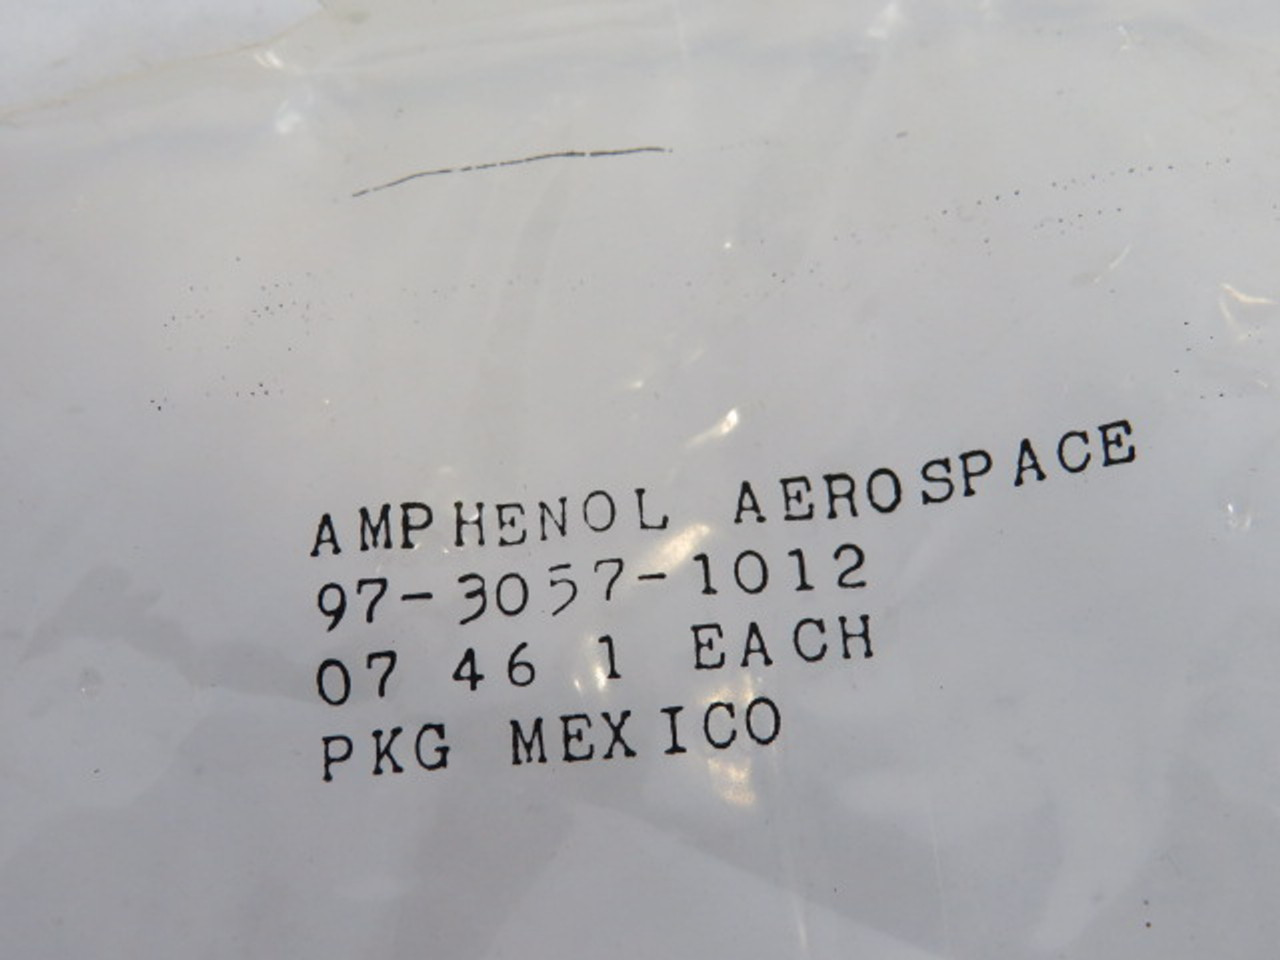 AMPHENOL AEROSPACE
97-3057-1012
07 46 1 EACH
PKG MEXICO